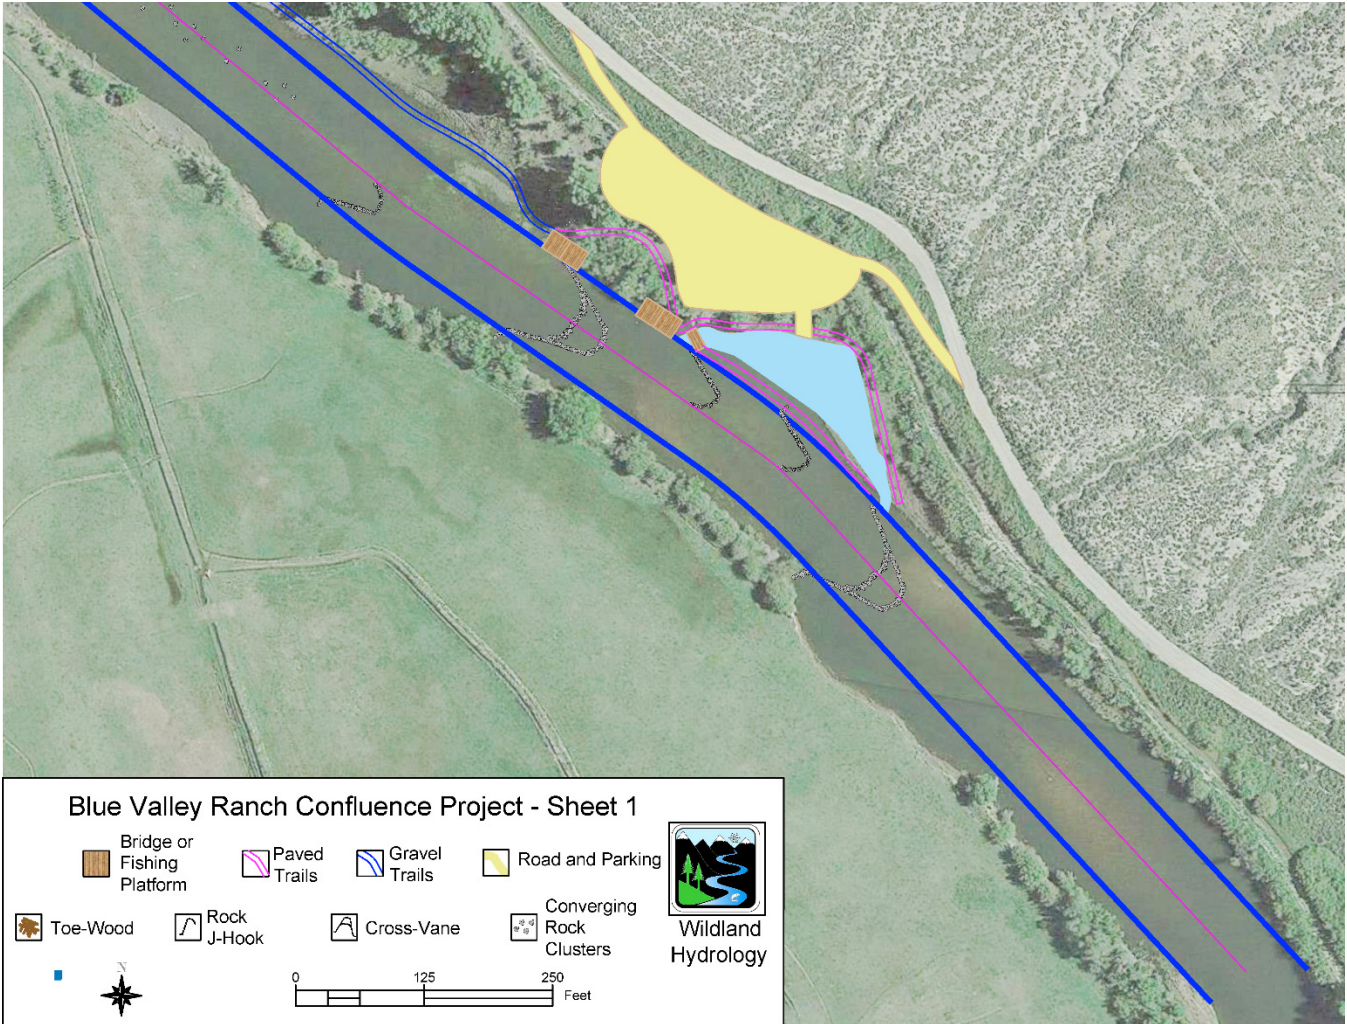 Blue Valley Ranch Confluence Project - Sheet 1
Bridge or
Fishing
Platform
Paved
Trails
Gravel
Trails
Road and Parking
Toe-Wood
Rock
J-Hook
Cross-Vane
Converging
Rock
Clusters
Wildland
Hydrology
N
0 125 250
Feet